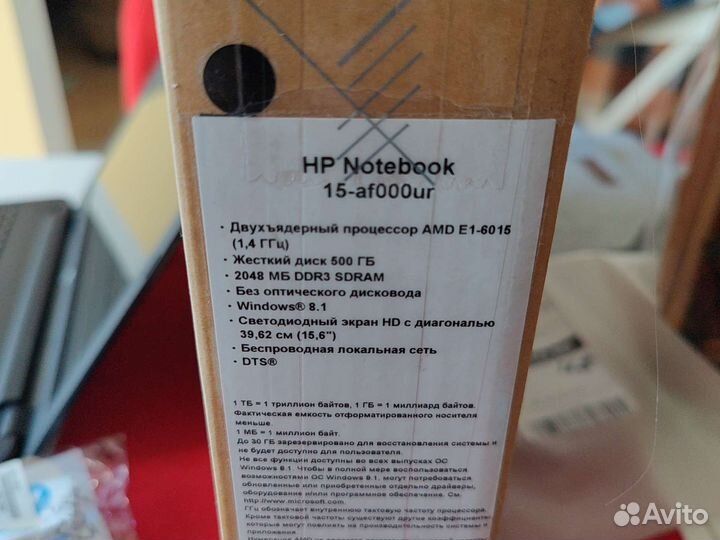 HP Notebook
15-af000ur
· Двухъядерный процессор AMD E1-6015
(1,4 ГГц)
· Жесткий диск 500 ГБ
· 2048 МБ DDR3 SDRAM
· Без оптического дисковода
· Windows® 8.1
· Светодиодный экран HD с диагональю
39,62 см (15,6")
· Беспроводная локальная сеть
· DTS®
1 ТБ = 1 триллион байтов, 1 ГБ = 1 миллиард байтов.
Фактическая емкость отформатированного носителя
меньше.
1 МБ = 1 миллион байт.
До 30 ГБ зарезервировано для восстановления системы и
не будет доступно для пользователя.
Не все функции доступны во всех выпусках ОС
Windows 8.1. Чтобы в полной мере воспользоваться
возможностями ОС Windows 8.1, могут потребоваться
обновленные или приобретенные отдельно драйверы,
оборудование и/или программное обеспечение. См.
http://www.microsoft.com.
ГГц обозначает внутреннюю тактовую частоту процессора.
Кроме тактовой частоты существуют другие коэффициенты,
которые могут повлиять на производительность системы и
приложений.
Avito